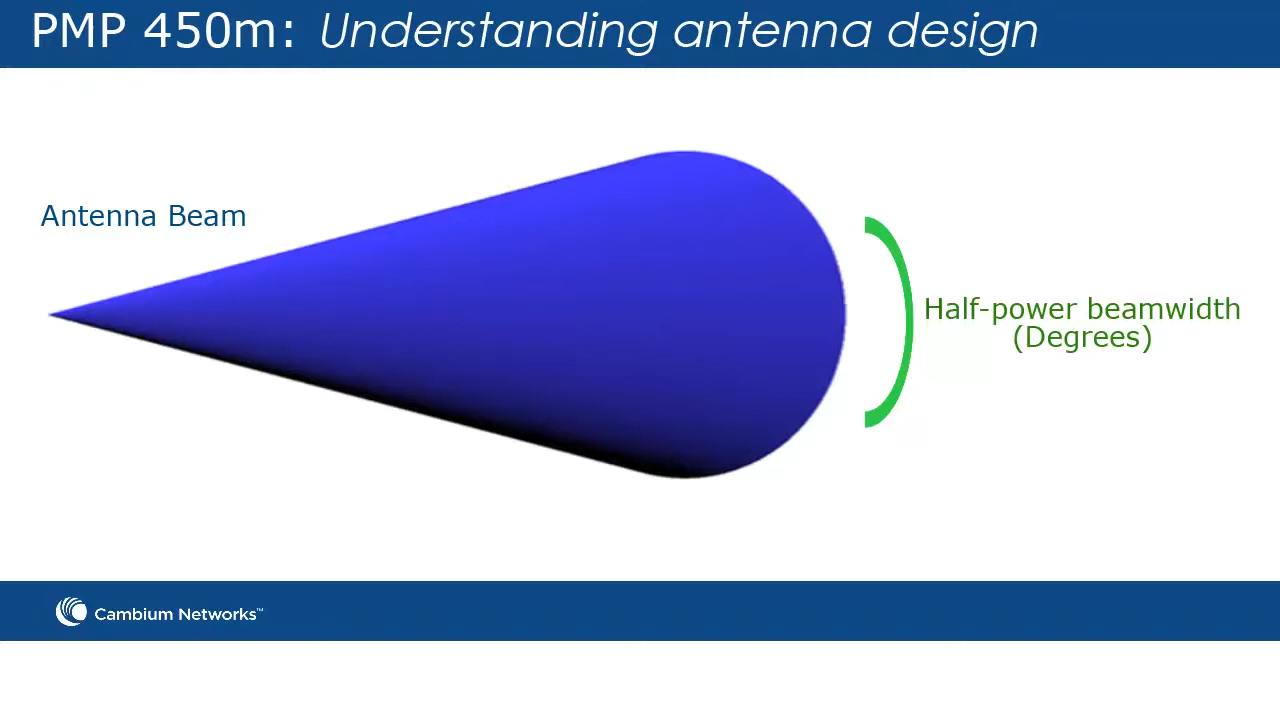 PMP 450m: Understanding antenna design
Antenna Beam
Half-power beamwidth
(Degrees)
Cambium Networks™